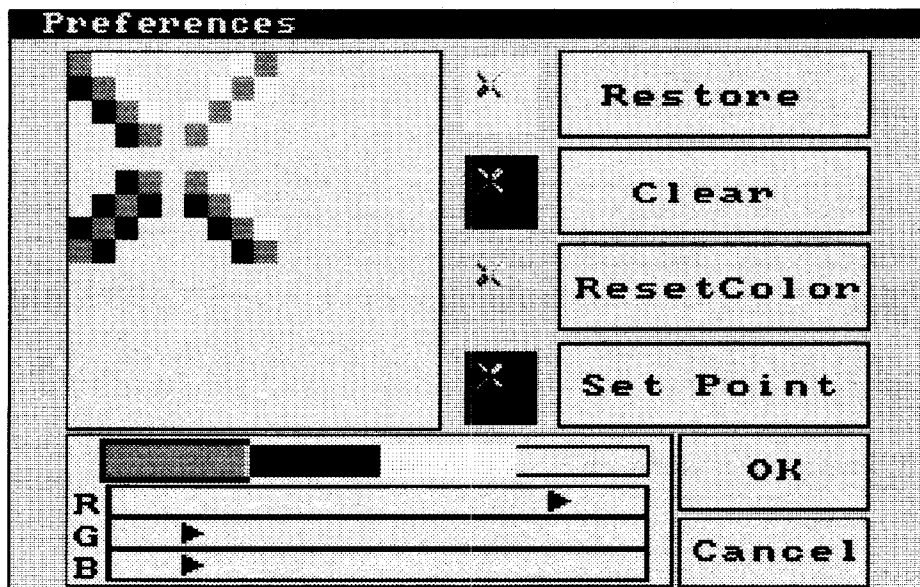 Preferences
Restore
Clear
ResetColor
Set Point
OK
Cancel
R
G
B